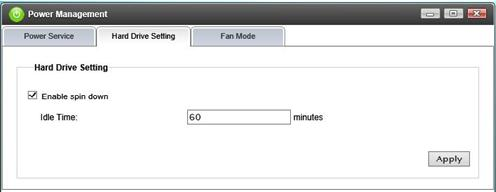 Power Management
Power Service Hard Drive Setting Fan Mode
Hard Drive Setting
Enable spin down
Idle Time: 60 minutes
Apply